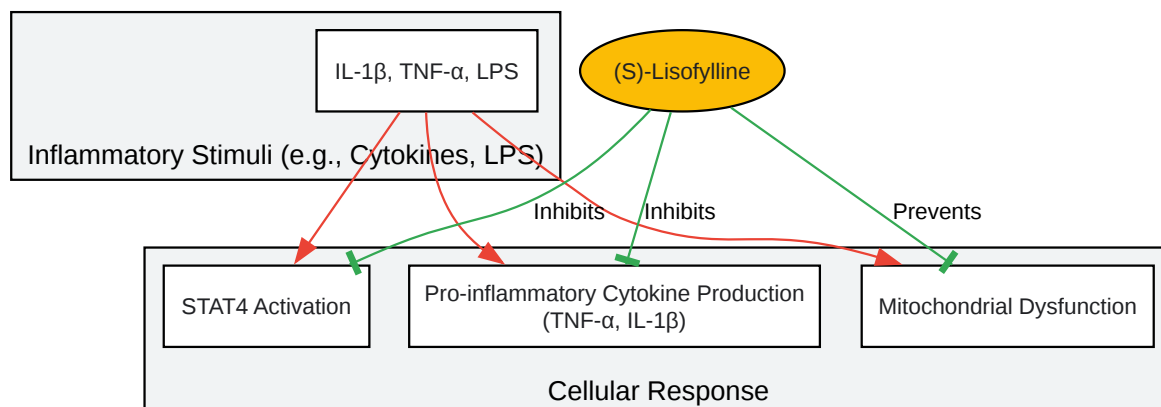 IL-1β, TNF-α, LPS
(S)-Lisofylline
Inflammatory Stimuli (e.g., Cytokines, LPS)
Inhibits
Inhibits
Prevents
STAT4 Activation
Pro-inflammatory Cytokine Production
(TNF-α, IL-1β)
Mitochondrial Dysfunction
Cellular Response